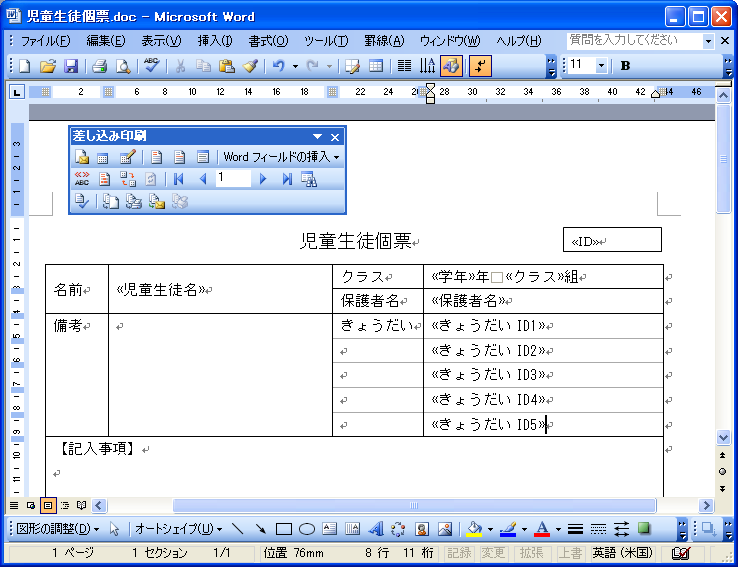 児童生徒個票.doc - Microsoft Word
ファイル(F) 編集(E) 表示(V) 挿入(I) 書式(O) ツール(T) 罫線(A) ウィンドウ(W) ヘルプ(H) 質問を入力してください
ABC 11 B
L 2 4 6 8 10 12 14 16 18 20 22 24 26 28 30 32 34 36 38 40 42 44 46
差し込み印刷
Word フィールドの挿入
ABC 1
児童生徒個票
«ID»
名前 «児童生徒名» クラス «学年»年□«クラス»組
保護者名 «保護者名»
備考 きょうだい «きょうだい ID1»
«きょうだい ID2»
«きょうだい ID3»
«きょうだい ID4»
«きょうだい ID5»
【記入事項】
図形の調整(D) オートシェイプ(U)
1 ページ 1 セクション 1/1 位置 76mm 8 行 11 桁 記録 変更 拡張 上書 英語 (米国)